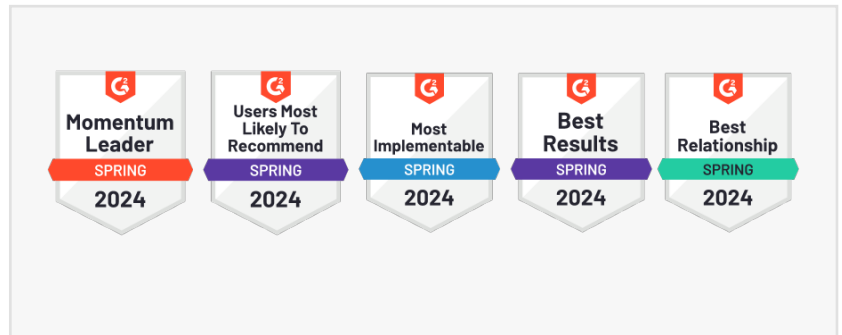 G2
Momentum
Leader
SPRING
2024
G2
Users Most
Likely To
Recommend
SPRING
2024
G2
Most
Implementable
SPRING
2024
G2
Best
Results
SPRING
2024
G2
Best
Relationship
SPRING
2024